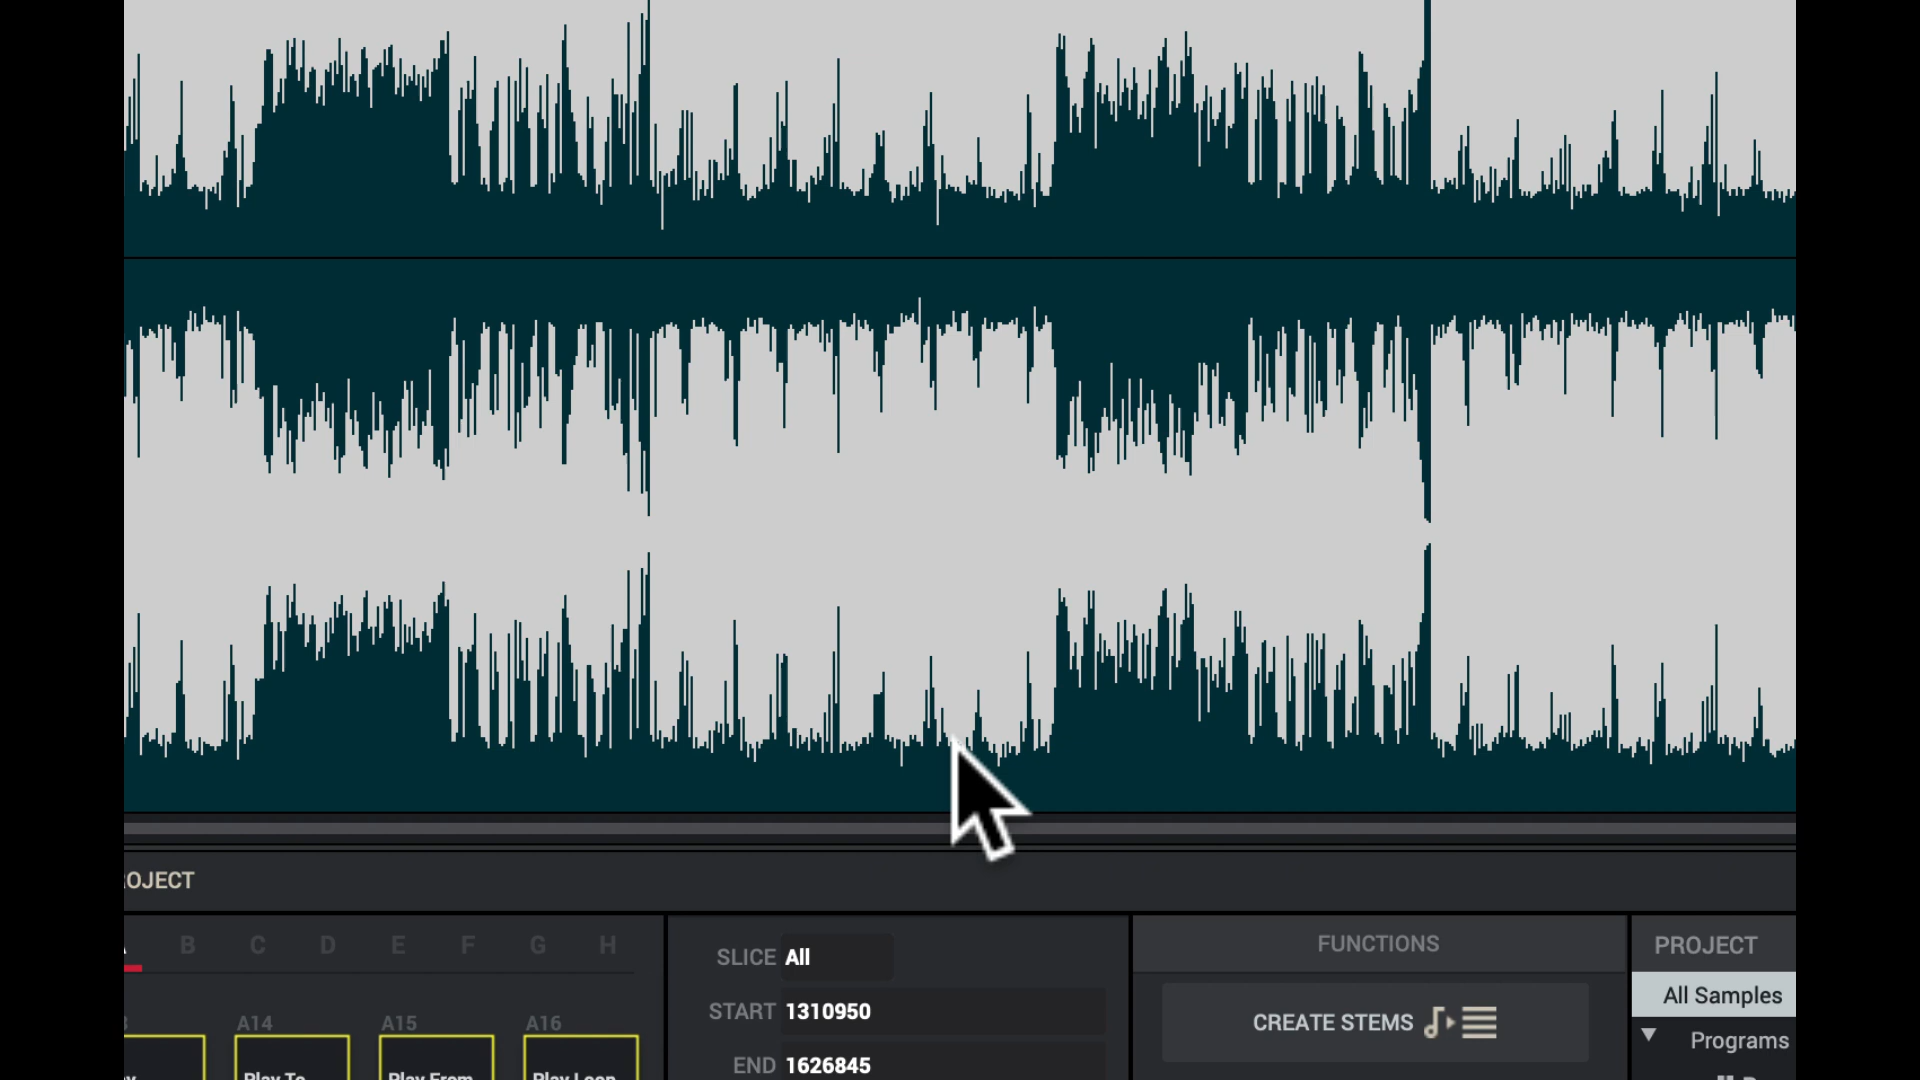 OJECT
B C D E F G H
A14 A15 A16
Play To Play From Play Loop
SLICE All
START 1310950
END 1626845
FUNCTIONS
CREATE STEMS
PROJECT
All Samples
Programs